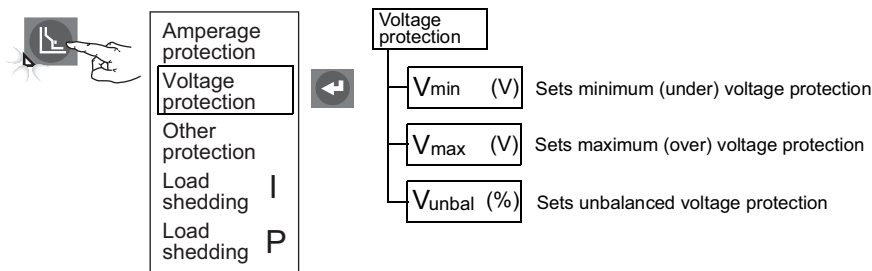 Amperage
protection
Voltage
protection
Other
protection
Load
shedding I
Load
shedding P
Voltage
protection
Vmin (V) Sets minimum (under) voltage protection
Vmax (V) Sets maximum (over) voltage protection
Vunbal (%) Sets unbalanced voltage protection